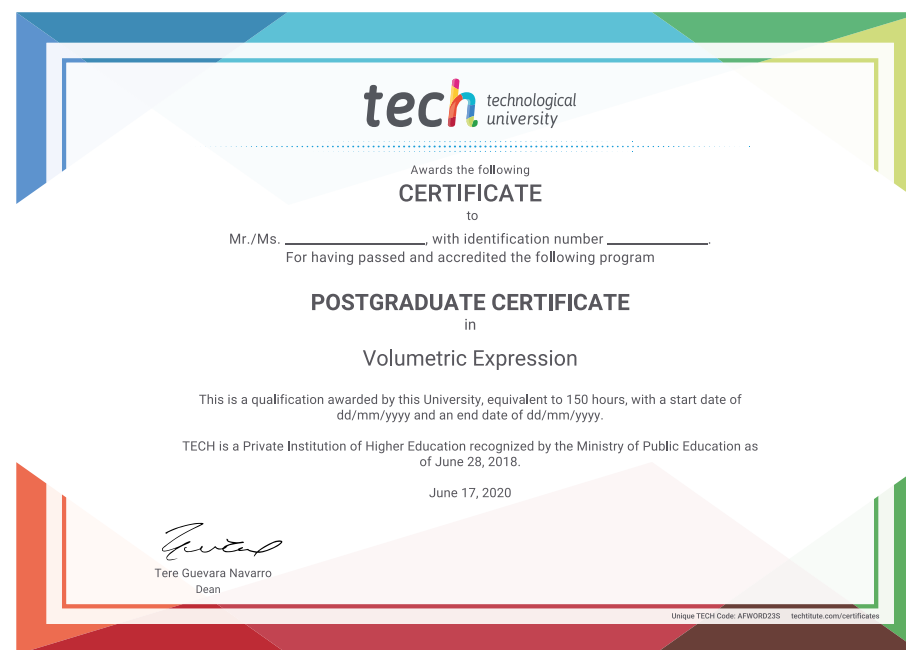 tech technological
university
Awards the following
CERTIFICATE
to
Mr./Ms. ____________________, with identification number ______________.
For having passed and accredited the following program
POSTGRADUATE CERTIFICATE
in
Volumetric Expression
This is a qualification awarded by this University, equivalent to 150 hours, with a start date of
dd/mm/yyyy and an end date of dd/mm/yyyy.
TECH is a Private Institution of Higher Education recognized by the Ministry of Public Education as
of June 28, 2018.
June 17, 2020
Tere Guevara Navarro
Dean
Unique TECH Code: AFWORD23S techtitute.com/certificates